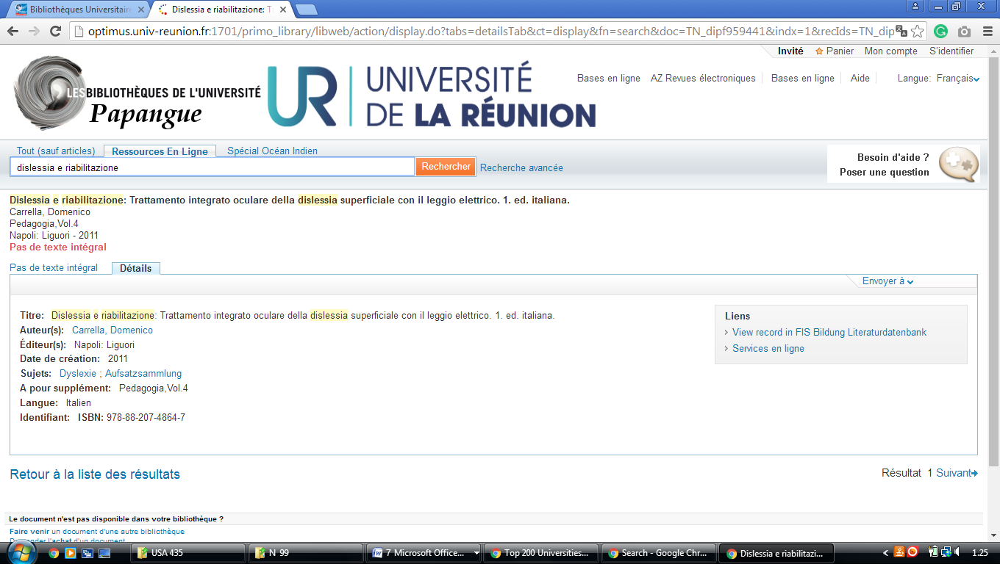 Bibliothèques Universitaire
Dislessia e riabilitazione: T
optimus.univ-reunion.fr:1701/primo_library/libweb/action/display.do?tabs=detailsTab&ct=display&fn=search&doc=TN_dipf959441&indx=1&recIds=TN_dip
Invité Panier Mon compte S'identifier
LESBIBLIOTHÈQUES DE L'UNIVERSITÉ
Papangue
UR UNIVERSITÉ
DE LA RÉUNION
Bases en ligne AZ Revues électroniques Bases en ligne Aide Langue: Français
Tout (sauf articles) Ressources En Ligne Spécial Océan Indien
dislessia e riabilitazione Rechercher Recherche avancée
Besoin d'aide ?
Poser une question
Dislessia e riabilitazione: Trattamento integrato oculare della dislessia superficiale con il leggio elettrico. 1. ed. italiana.
Carrella, Domenico
Pedagogia,Vol.4
Napoli: Liguori - 2011
Pas de texte intégral
Pas de texte intégral Détails
Envoyer à
Titre: Dislessia e riabilitazione: Trattamento integrato oculare della dislessia superficiale con il leggio elettrico. 1. ed. italiana.
Auteur(s): Carrella, Domenico
Éditeur(s): Napoli: Liguori
Date de création: 2011
Sujets: Dyslexie ; Aufsatzsammlung
A pour supplément: Pedagogia,Vol.4
Langue: Italien
Identifiant: ISBN: 978-88-207-4864-7
Liens
View record in FIS Bildung Literaturdatenbank
Services en ligne
Retour à la liste des résultats
Résultat 1 Suivant
Le document n'est pas disponible dans votre bibliothèque ?
Faire venir un document d'une autre bibliothèque
Demander l'achat d'un document
USA 435
N 99
7 Microsoft Office...
Top 200 Universities...
Search - Google Chr...
Dislessia e riabilitazi...
1.25